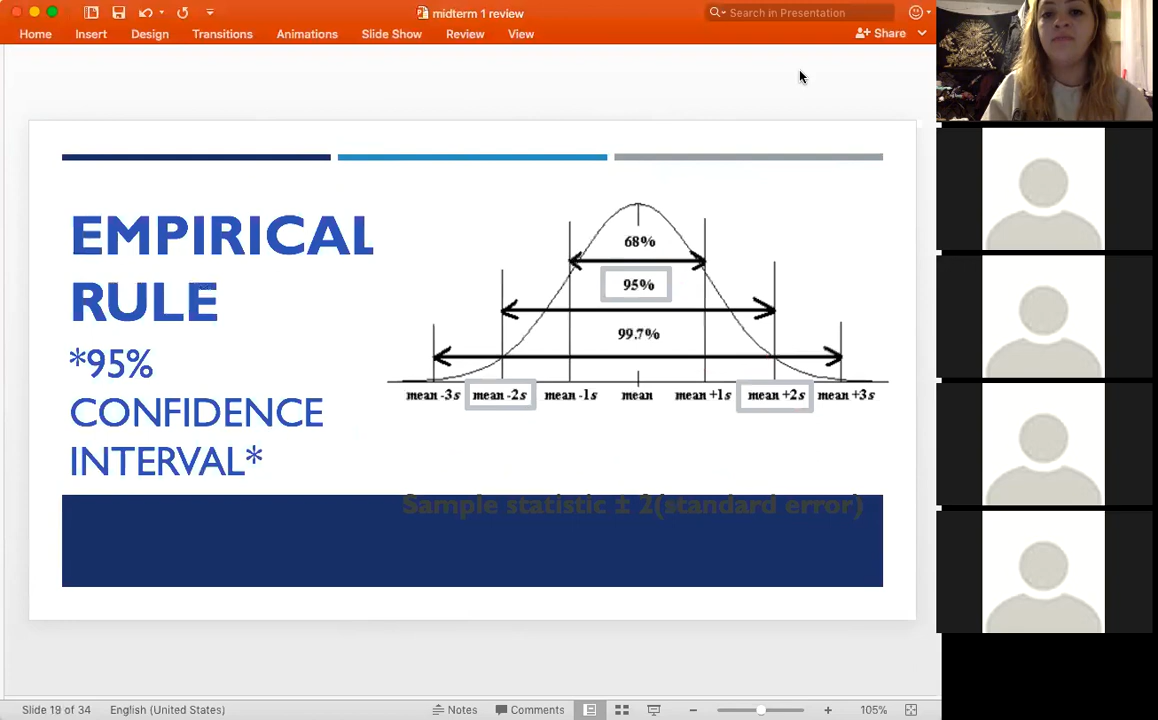 midterm 1 review
Search in Presentation
Home Insert Design Transitions Animations Slide Show Review View
Share
EMPIRICAL
RULE
*95%
CONFIDENCE
INTERVAL*
68%
95%
99.7%
mean -3s mean -2s mean -1s mean mean +1s mean +2s mean +3s
Sample statistic ± 2(standard error)
Slide 19 of 34 English (United States) Notes Comments 105%